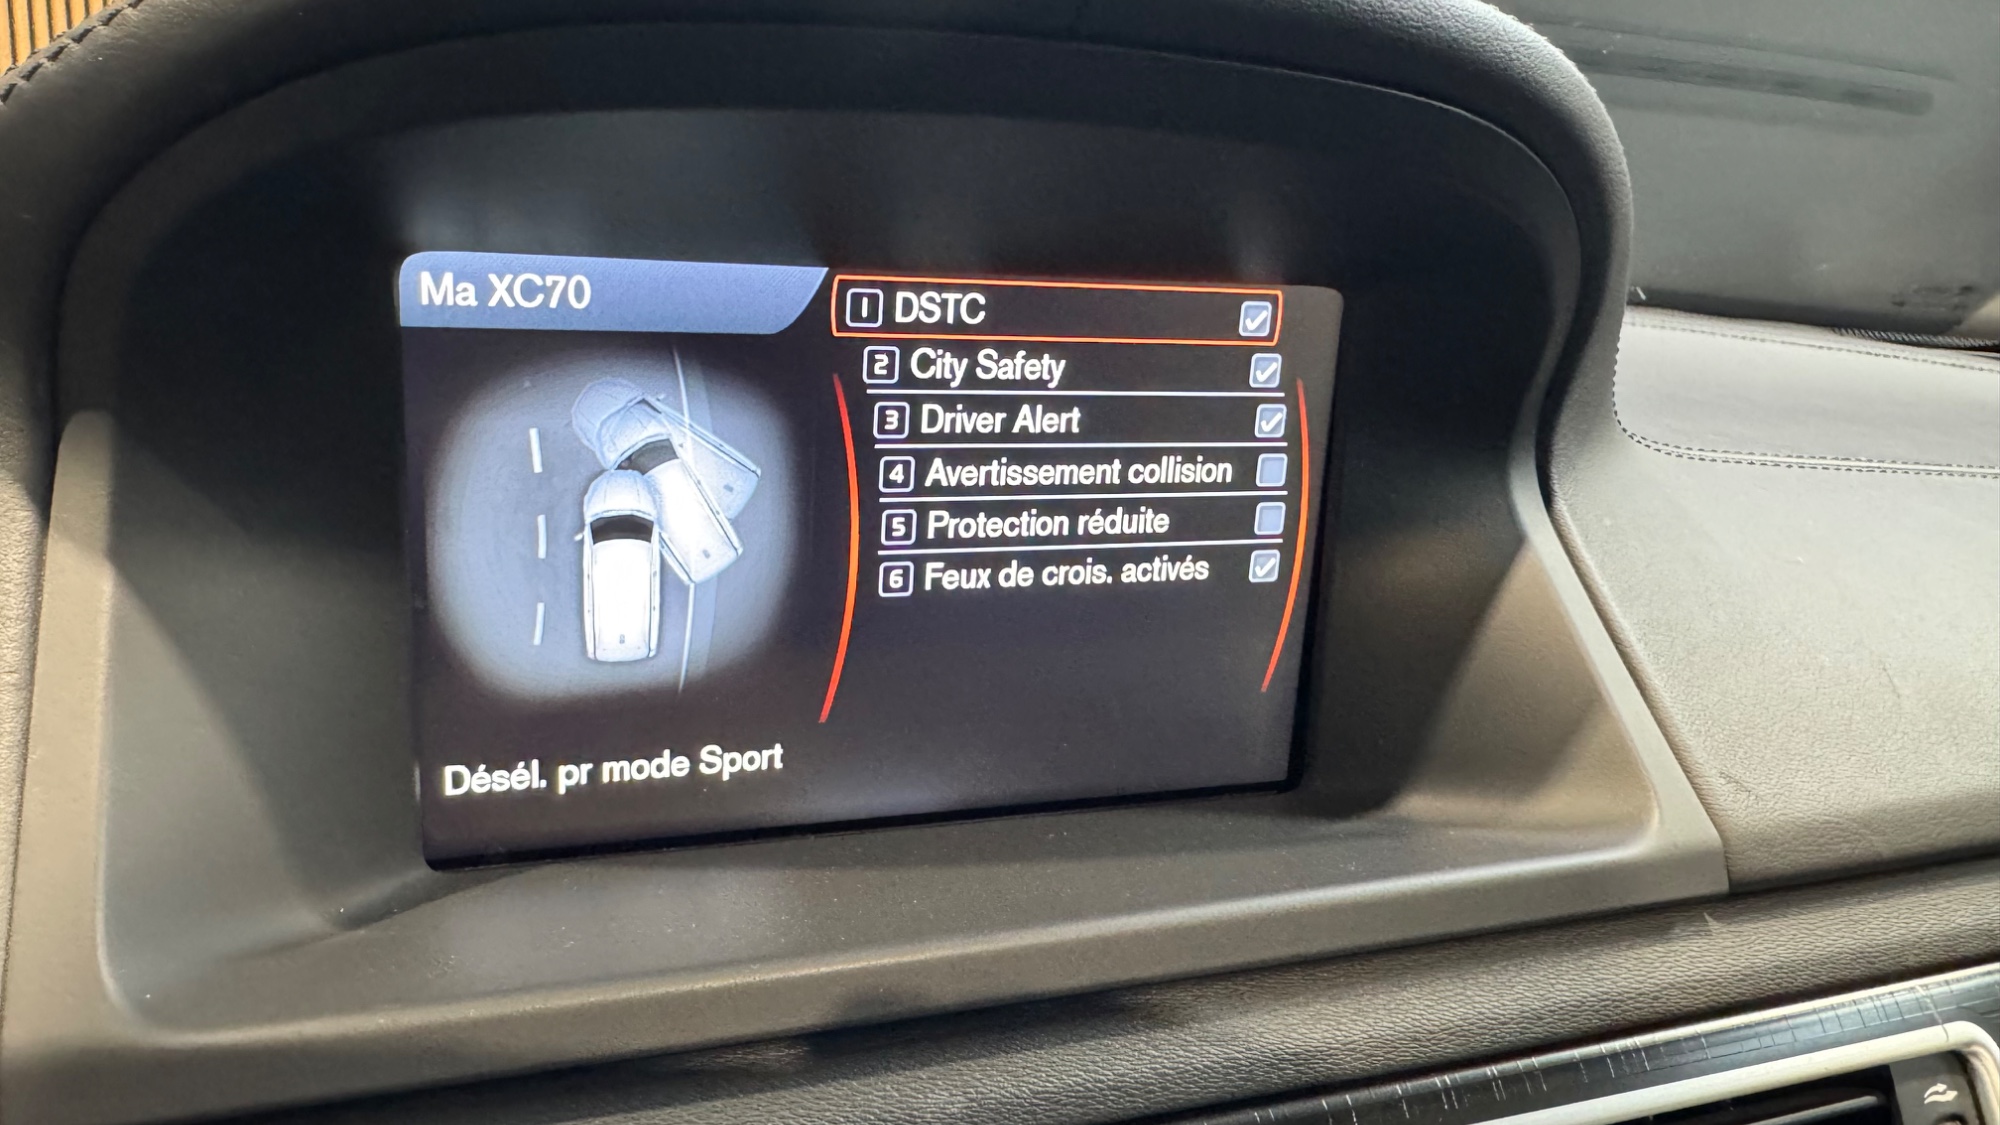 Ma XC70
1 DSTC
2 City Safety
3 Driver Alert
4 Avertissement collision
5 Protection réduite
6 Feux de crois. activés
Désél. pr mode Sport